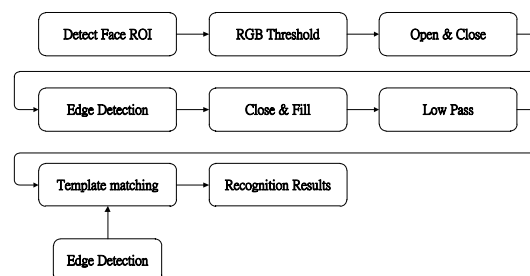 Detect Face ROI
RGB Threshold
Open & Close
Edge Detection
Close & Fill
Low Pass
Template matching
Recognition Results
Edge Detection